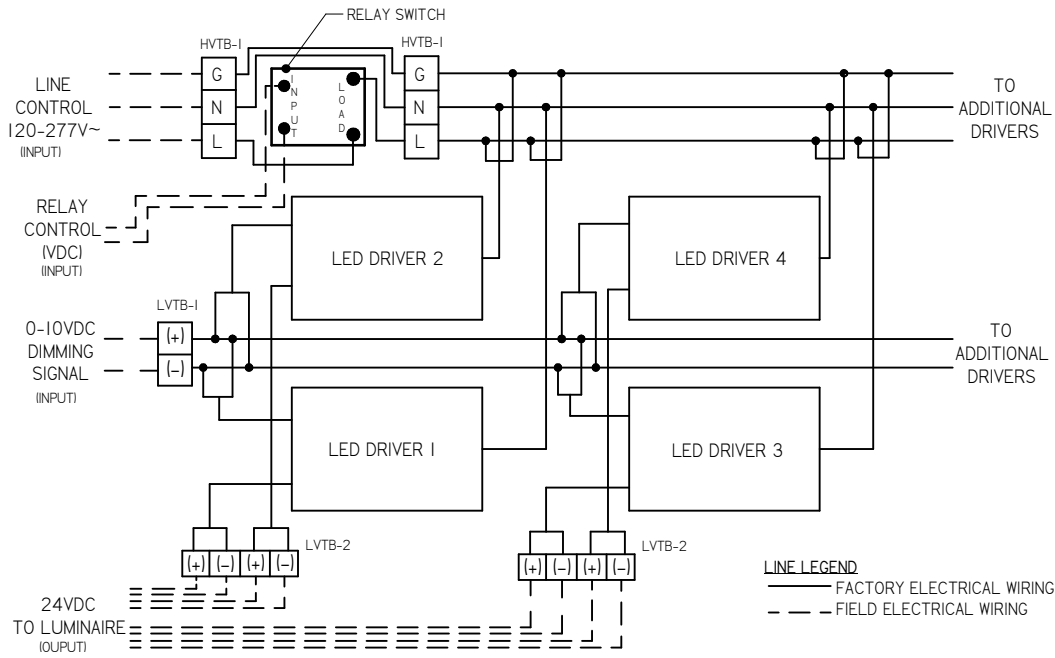 RELAY SWITCH
HVTB-1
HVTB-1
LINE
CONTROL
120-277V~
(INPUT)
G
N
L
INPUT
LOAD
G
N
L
TO
ADDITIONAL
DRIVERS
RELAY
CONTROL
(VDC)
(INPUT)
LED DRIVER 2
LED DRIVER 4
LVTB-1
0-10VDC
DIMMING
SIGNAL
(INPUT)
(+)
(-)
TO
ADDITIONAL
DRIVERS
LED DRIVER 1
LED DRIVER 3
LVTB-2
(+) (-) (+) (-)
LVTB-2
(+) (-) (+) (-)
24VDC
TO LUMINAIRE
(OUPUT)
LINE LEGEND
FACTORY ELECTRICAL WIRING
FIELD ELECTRICAL WIRING